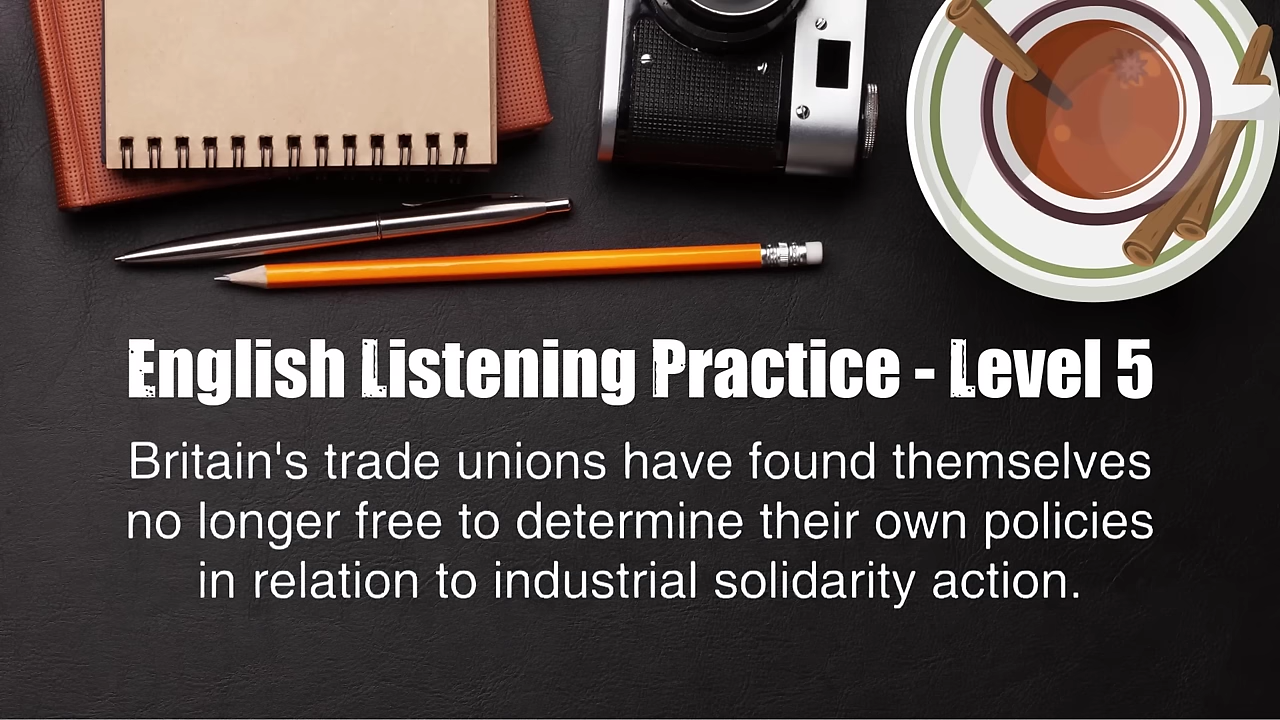 English Listening Practice - Level 5
Britain's trade unions have found themselves
no longer free to determine their own policies
in relation to industrial solidarity action.